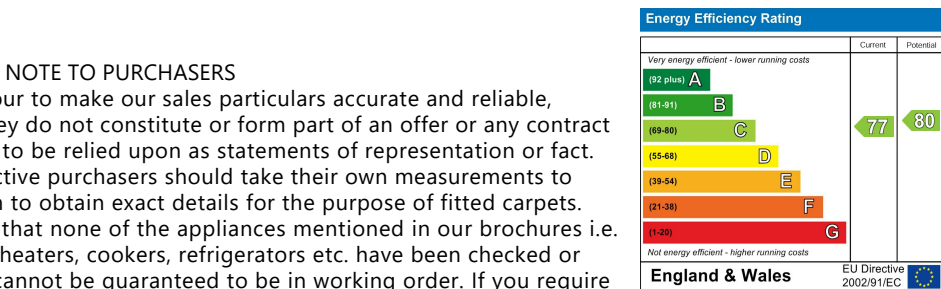 NOTE TO PURCHASERS
our to make our sales particulars accurate and reliable,
ey do not constitute or form part of an offer or any contract
to be relied upon as statements of representation or fact.
ctive purchasers should take their own measurements to
n to obtain exact details for the purpose of fitted carpets.
that none of the appliances mentioned in our brochures i.e.
heaters, cookers, refrigerators etc. have been checked or
cannot be guaranteed to be in working order. If you require
Energy Efficiency Rating
Current Potential
Very energy efficient - lower running costs
(92 plus) A
(81-91) B
(69-80) C
77 80
(55-68) D
(39-54) E
(21-38) F
(1-20) G
Not energy efficient - higher running costs
England & Wales
EU Directive
2002/91/EC